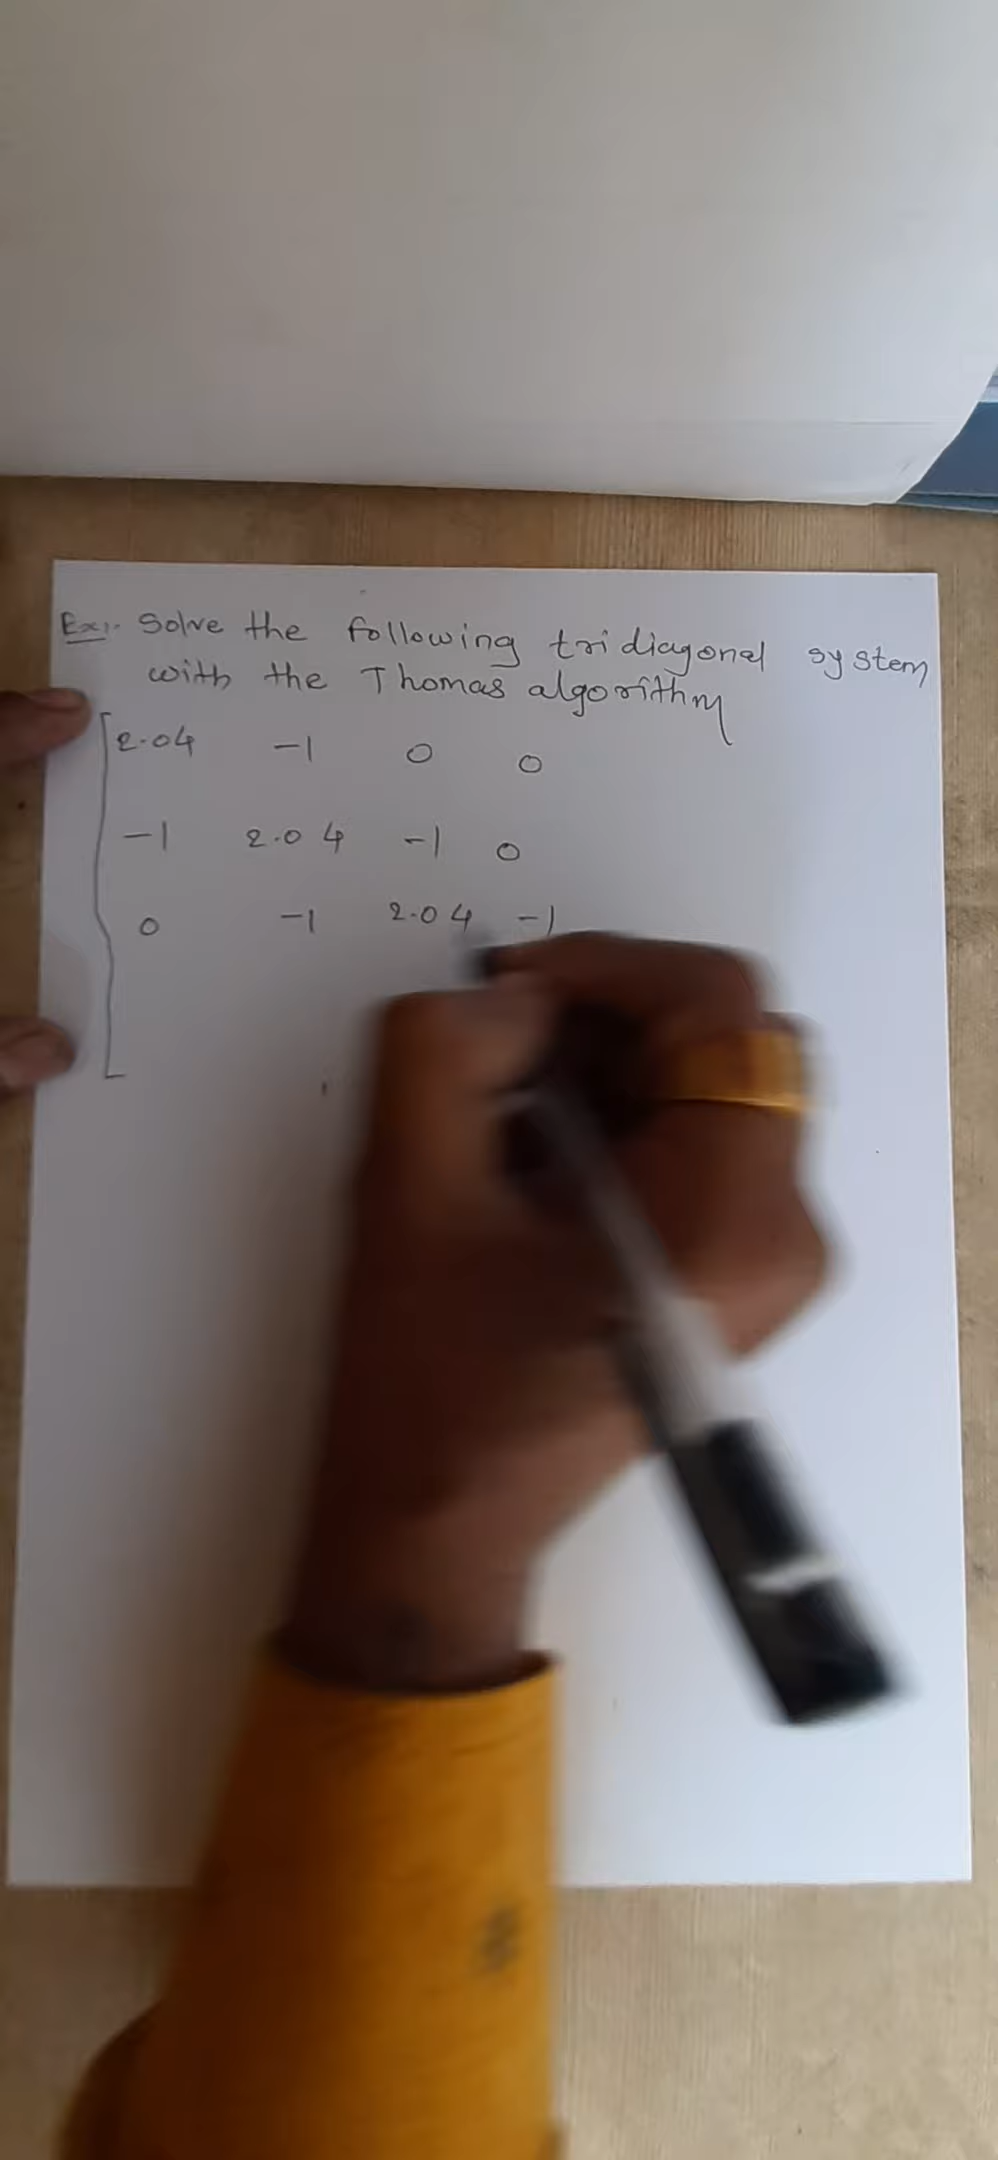 Ex1:- Solve the following tridiagonal system
with the Thomas algorithm
2.04 -1 0 0
-1 2.04 -1 0
0 -1 2.04 -1